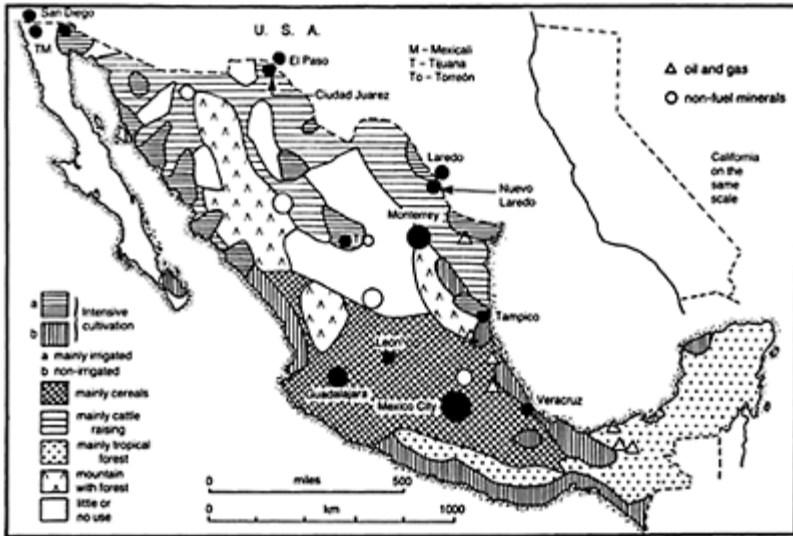 San Diego
TM
U. S. A.
El Paso
Ciudad Juarez
M – Mexicali
T – Tijuana
To – Torreón
oil and gas
non-fuel minerals
California
on the
same
scale
Laredo
Nuevo
Laredo
Monterrey
T
Tampico
León
Guadalajara
Mexico City
Veracruz
a
b
Intensive
cultivation
a mainly irrigated
b non-irrigated
mainly cereals
mainly cattle
raising
mainly tropical
forest
mountain
with forest
little or
no use
0 miles 500
0 km 1000